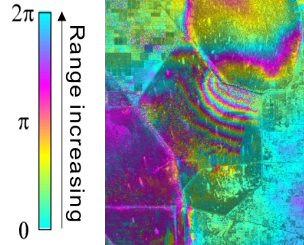 2π
π
0
Range increasing